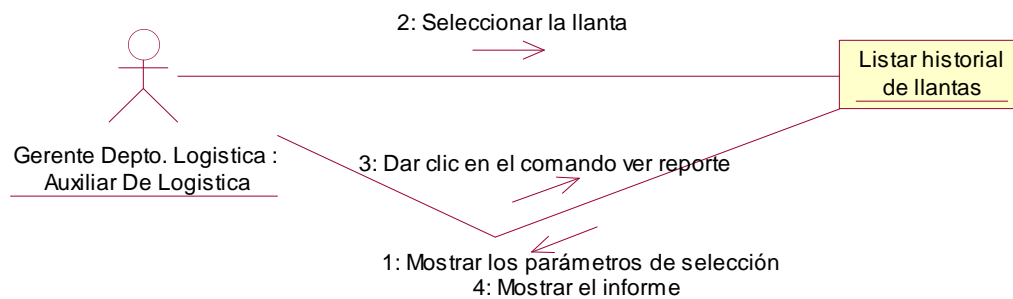 2: Seleccionar la llanta
Listar historial
de llantas
Gerente Depto. Logistica :
Auxiliar De Logistica
3: Dar clic en el comando ver reporte
1: Mostrar los parámetros de selección
4: Mostrar el informe